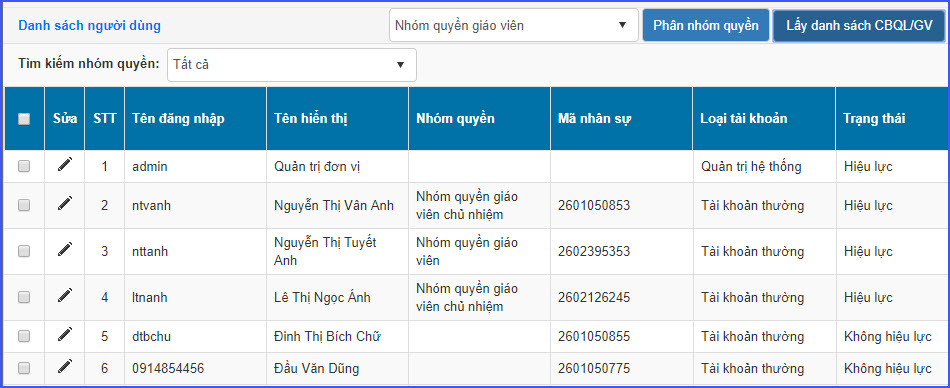 Danh sách người dùng Nhóm quyền giáo viên Phân nhóm quyền Lấy danh sách CBQL/GV
Tìm kiếm nhóm quyền: Tất cả
Sửa STT Tên đăng nhập Tên hiển thị Nhóm quyền Mã nhân sự Loại tài khoản Trạng thái
1 admin Quản trị đơn vị Quản trị hệ thống Hiệu lực
2 ntvanh Nguyễn Thị Vân Anh Nhóm quyền giáo viên chủ nhiệm 2601050853 Tài khoản thường Hiệu lực
3 nttanh Nguyễn Thị Tuyết Anh Nhóm quyền giáo viên 2602395353 Tài khoản thường Hiệu lực
4 ltnanh Lê Thị Ngọc Ánh Nhóm quyền giáo viên chủ nhiệm 2602126245 Tài khoản thường Hiệu lực
5 dtbchu Đinh Thị Bích Chữ 2601050855 Tài khoản thường Không hiệu lực
6 0914854456 Đầu Văn Dũng 2601050775 Tài khoản thường Không hiệu lực